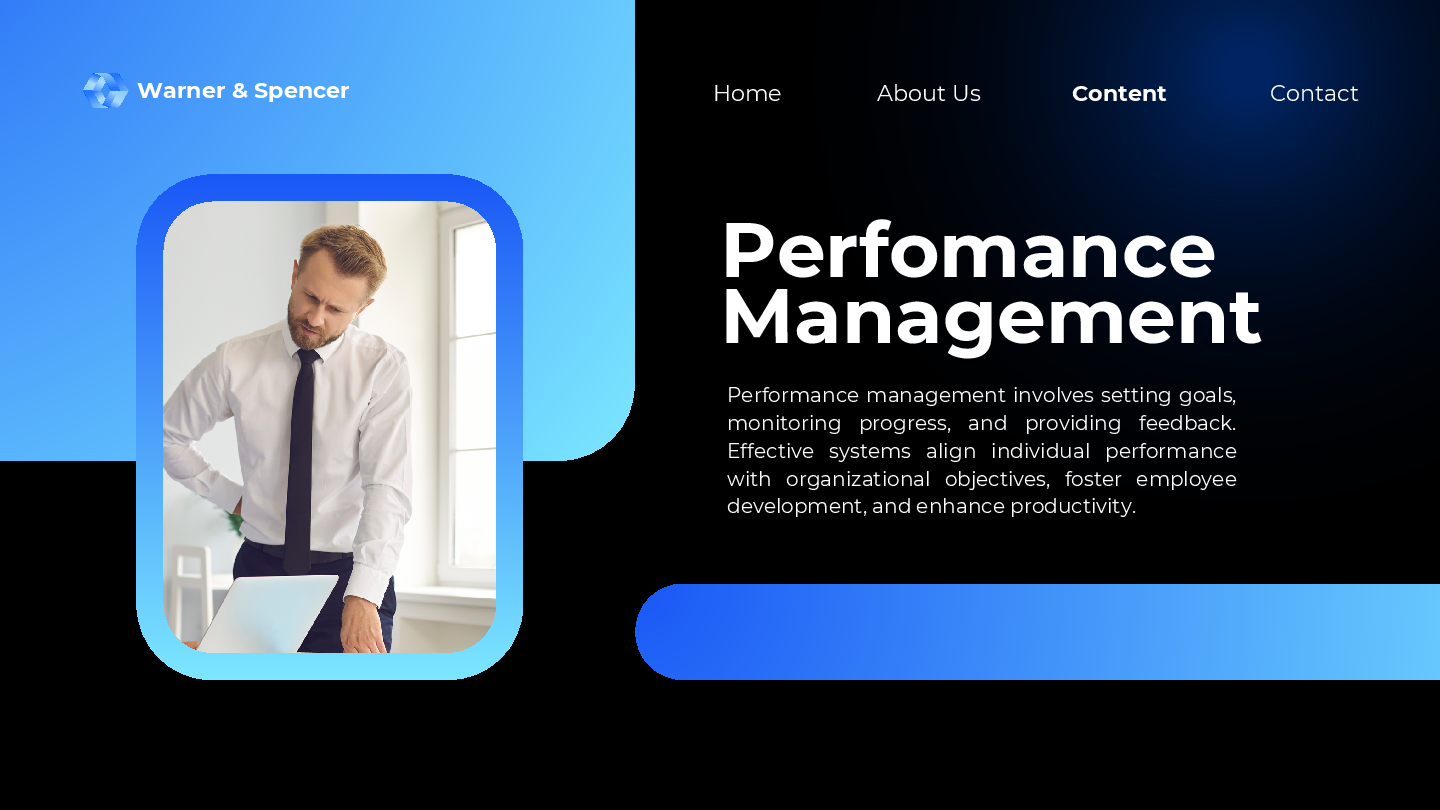 Warner & Spencer
Home About Us Content Contact
Perfomance
Management
Performance management involves setting goals,
monitoring progress, and providing feedback.
Effective systems align individual performance
with organizational objectives, foster employee
development, and enhance productivity.